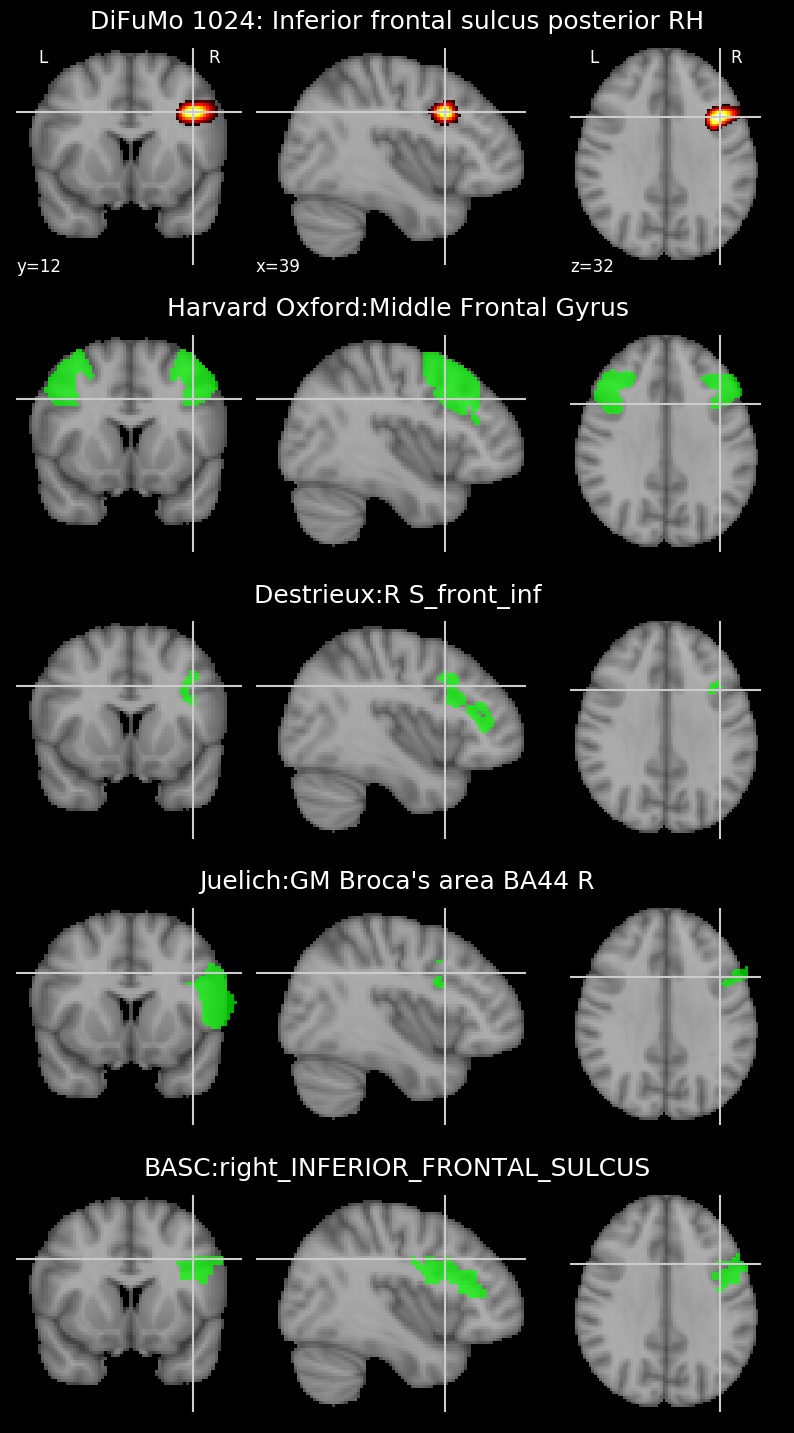 DiFuMo 1024: Inferior frontal sulcus posterior RH
L R L R
y=12 x=39 z=32
Harvard Oxford:Middle Frontal Gyrus
Destrieux:R S_front_inf
Juelich:GM Broca's area BA44 R
BASC:right_INFERIOR_FRONTAL_SULCUS